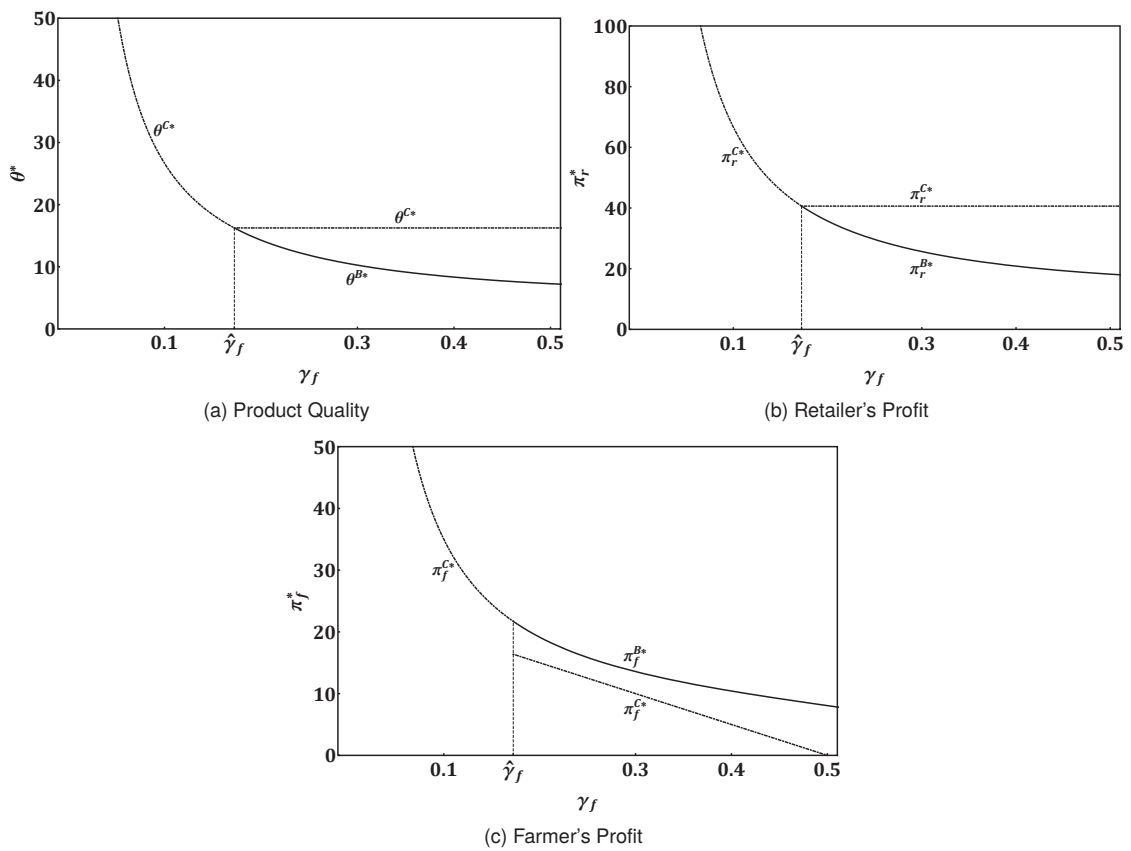 50
40
30
20
10
0
θ*
θ^{C*}
θ^{C*}
θ^{B*}
0.1
γ̂_f
0.3
0.4
0.5
γ_f
(a) Product Quality
100
80
60
40
20
0
π_r^*
π_r^{C*}
π_r^{C*}
π_r^{B*}
0.1
γ̂_f
0.3
0.4
0.5
γ_f
(b) Retailer's Profit
50
40
30
20
10
0
π_f^*
π_f^{C*}
π_f^{B*}
π_f^{C*}
0.1
γ̂_f
0.3
0.4
0.5
γ_f
(c) Farmer's Profit